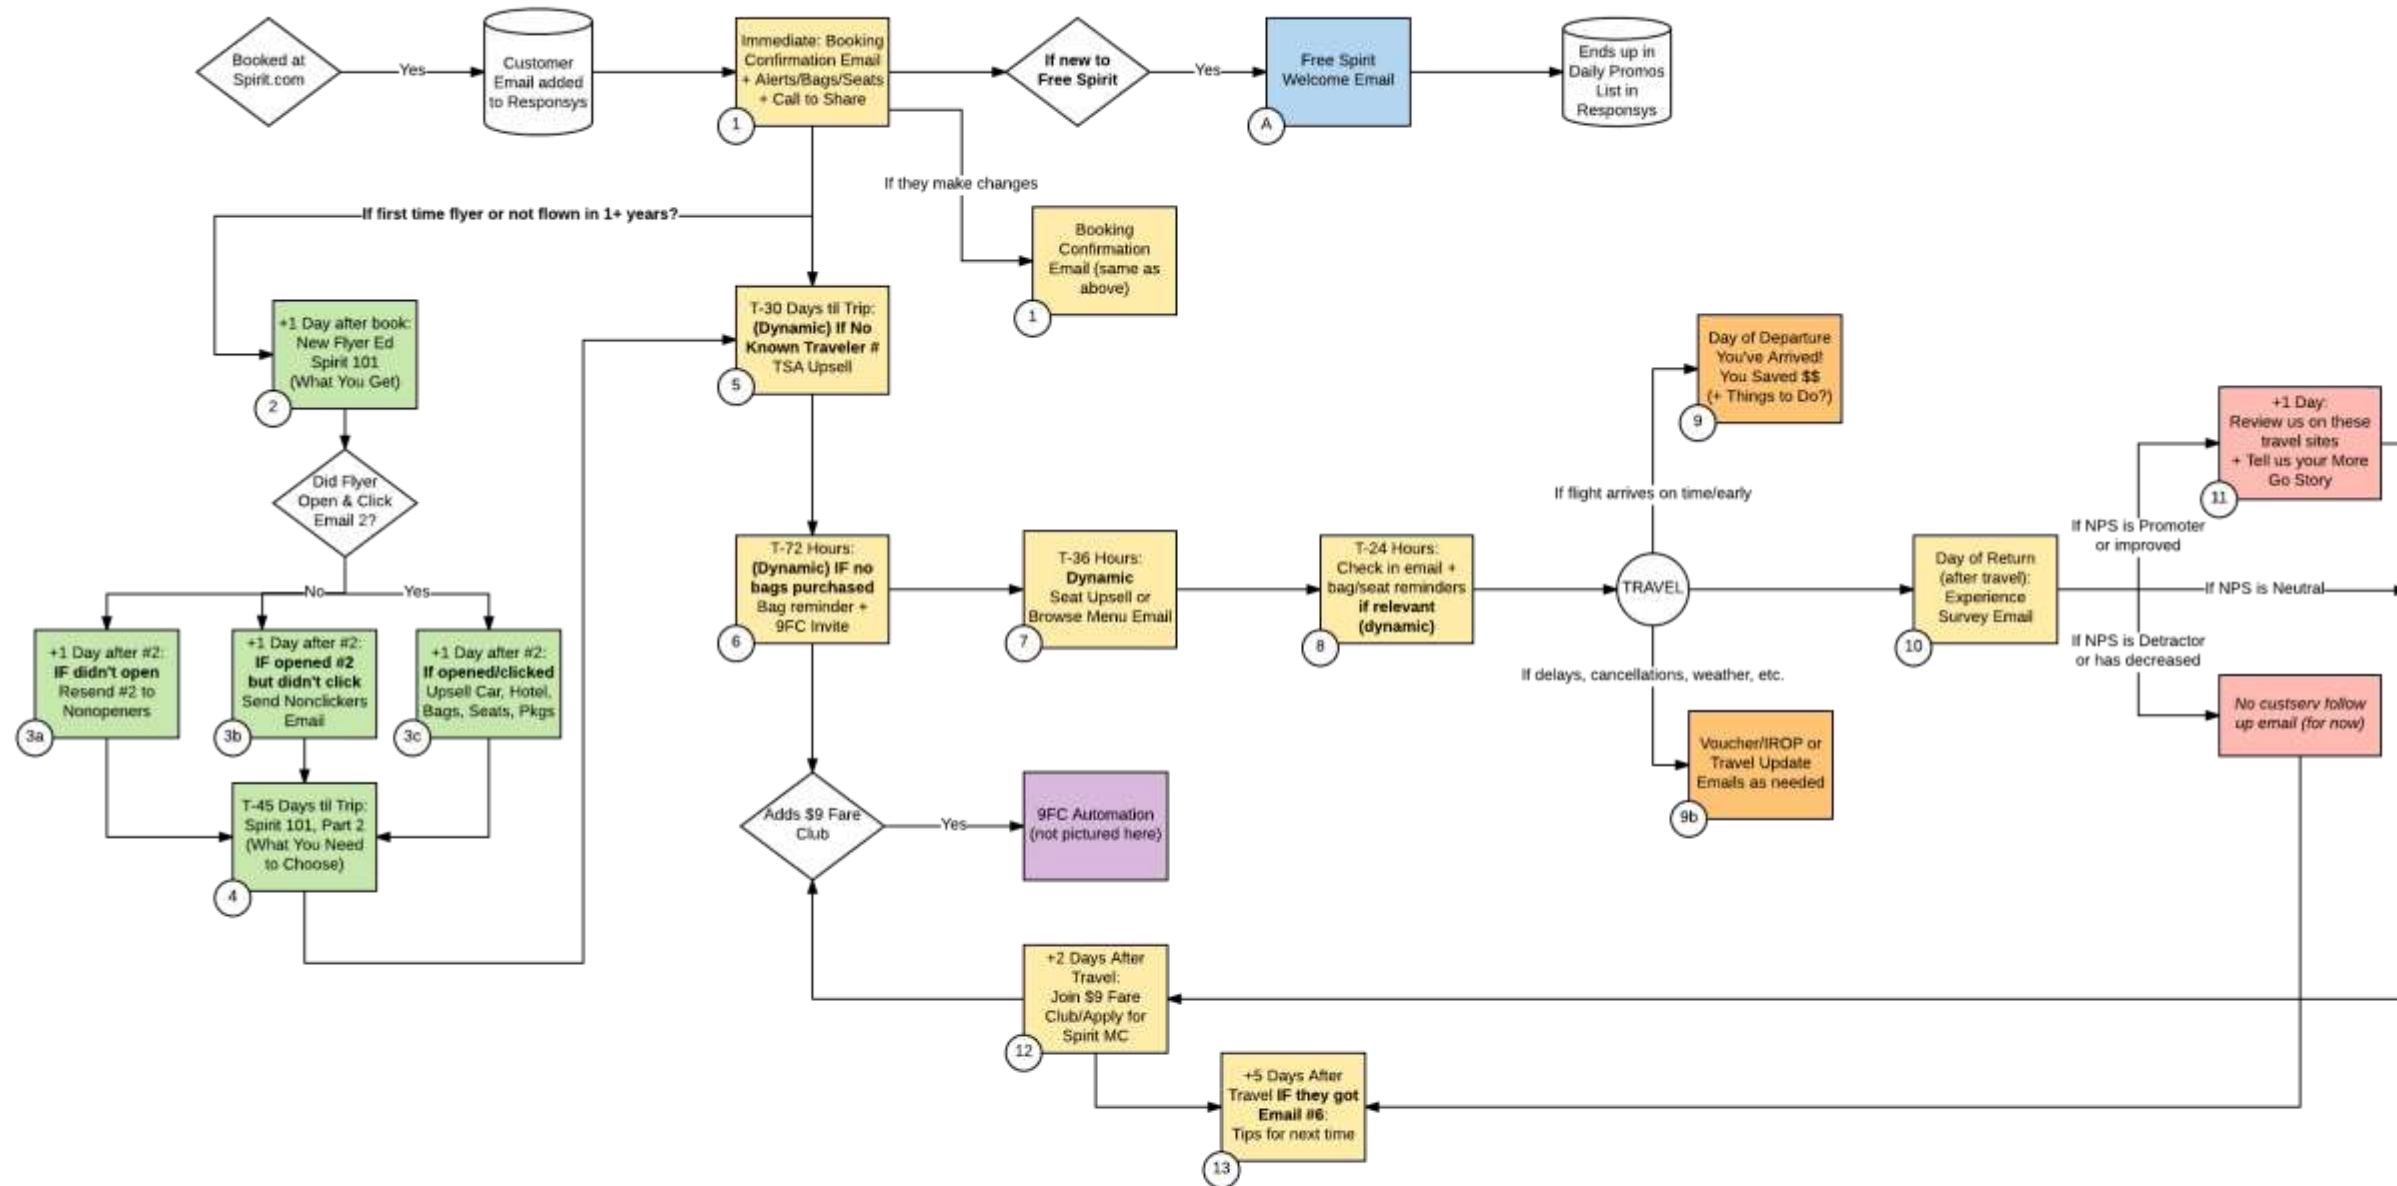 Booked at
Spirit.com
Yes
Customer
Email added
to Responsys
Immediate: Booking
Confirmation Email
+ Alerts/Bags/Seats
+ Call to Share
1
If new to
Free Spirit
Yes
Free Spirit
Welcome Email
A
Ends up in
Daily Promos
List in
Responsys
If they make changes
If first time flyer or not flown in 1+ years?
Booking
Confirmation
Email (same as
above)
1
+1 Day after book:
New Flyer Ed
Spirit 101
(What You Get)
2
T-30 Days til Trip:
(Dynamic) If No
Known Traveler #
TSA Upsell
5
Did Flyer
Open & Click
Email 2?
No
Yes
+1 Day after #2:
IF didn't open
Resend #2 to
Nonopeners
3a
+1 Day after #2:
IF opened #2
but didn't click
Send Nonclickers
Email
3b
+1 Day after #2:
If opened/clicked
Upsell Car, Hotel,
Bags, Seats, Pkgs
3c
T-45 Days til Trip:
Spirit 101, Part 2
(What You Need
to Choose)
4
T-72 Hours:
(Dynamic) IF no
bags purchased
Bag reminder +
9FC Invite
6
T-36 Hours:
Dynamic
Seat Upsell or
Browse Menu Email
7
T-24 Hours:
Check in email +
bag/seat reminders
if relevant
(dynamic)
8
TRAVEL
If flight arrives on time/early
Day of Departure
You've Arrived!
You Saved $$
(+ Things to Do?)
9
If delays, cancellations, weather, etc.
Voucher/IROP or
Travel Update
Emails as needed
9b
Day of Return
(after travel):
Experience
Survey Email
10
If NPS is Promoter
or improved
If NPS is Neutral
If NPS is Detractor
or has decreased
+1 Day:
Review us on these
travel sites
+ Tell us your More
Go Story
11
No custserv follow
up email (for now)
Adds $9 Fare
Club
Yes
9FC Automation
(not pictured here)
+2 Days After
Travel:
Join $9 Fare
Club/Apply for
Spirit MC
12
+5 Days After
Travel IF they got
Email #6:
Tips for next time
13